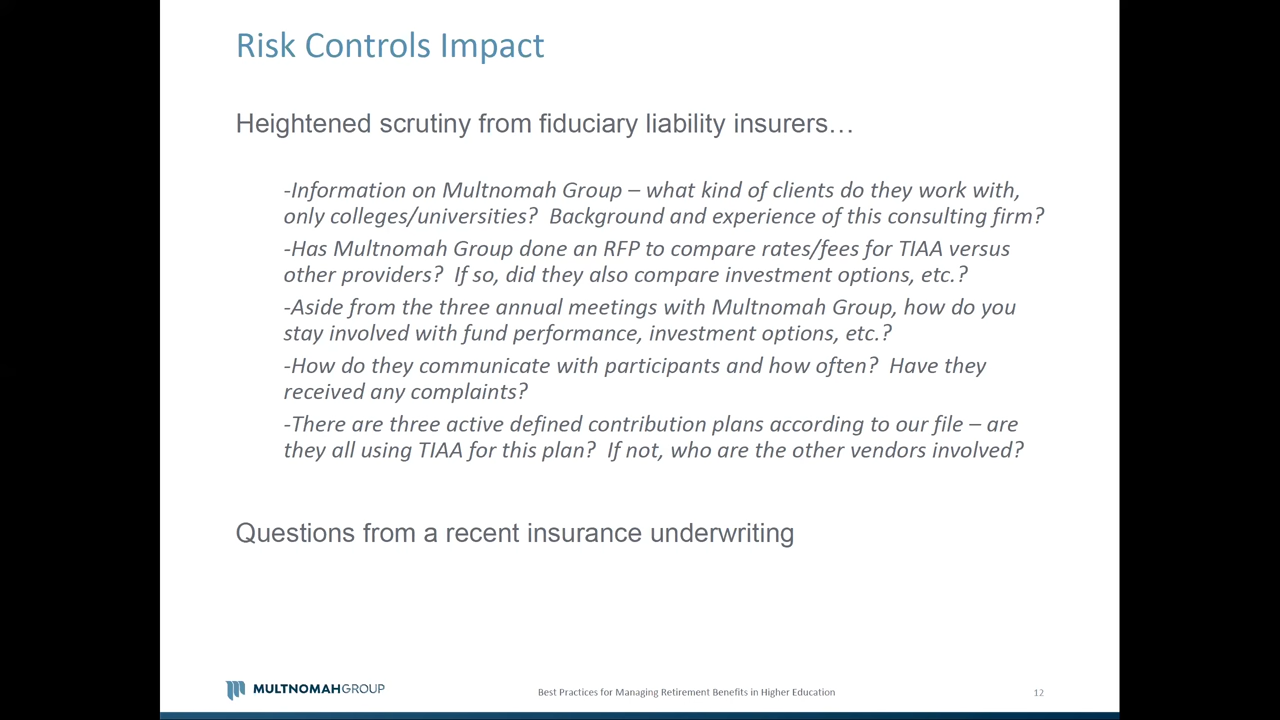 Risk Controls Impact
Heightened scrutiny from fiduciary liability insurers…
-Information on Multnomah Group – what kind of clients do they work with,
only colleges/universities?  Background and experience of this consulting firm?
-Has Multnomah Group done an RFP to compare rates/fees for TIAA versus
other providers?  If so, did they also compare investment options, etc.?
-Aside from the three annual meetings with Multnomah Group, how do you
stay involved with fund performance, investment options, etc.?
-How do they communicate with participants and how often?  Have they
received any complaints?
-There are three active defined contribution plans according to our file – are
they all using TIAA for this plan?  If not, who are the other vendors involved?
Questions from a recent insurance underwriting
MULTNOMAHGROUP
Best Practices for Managing Retirement Benefits in Higher Education
12